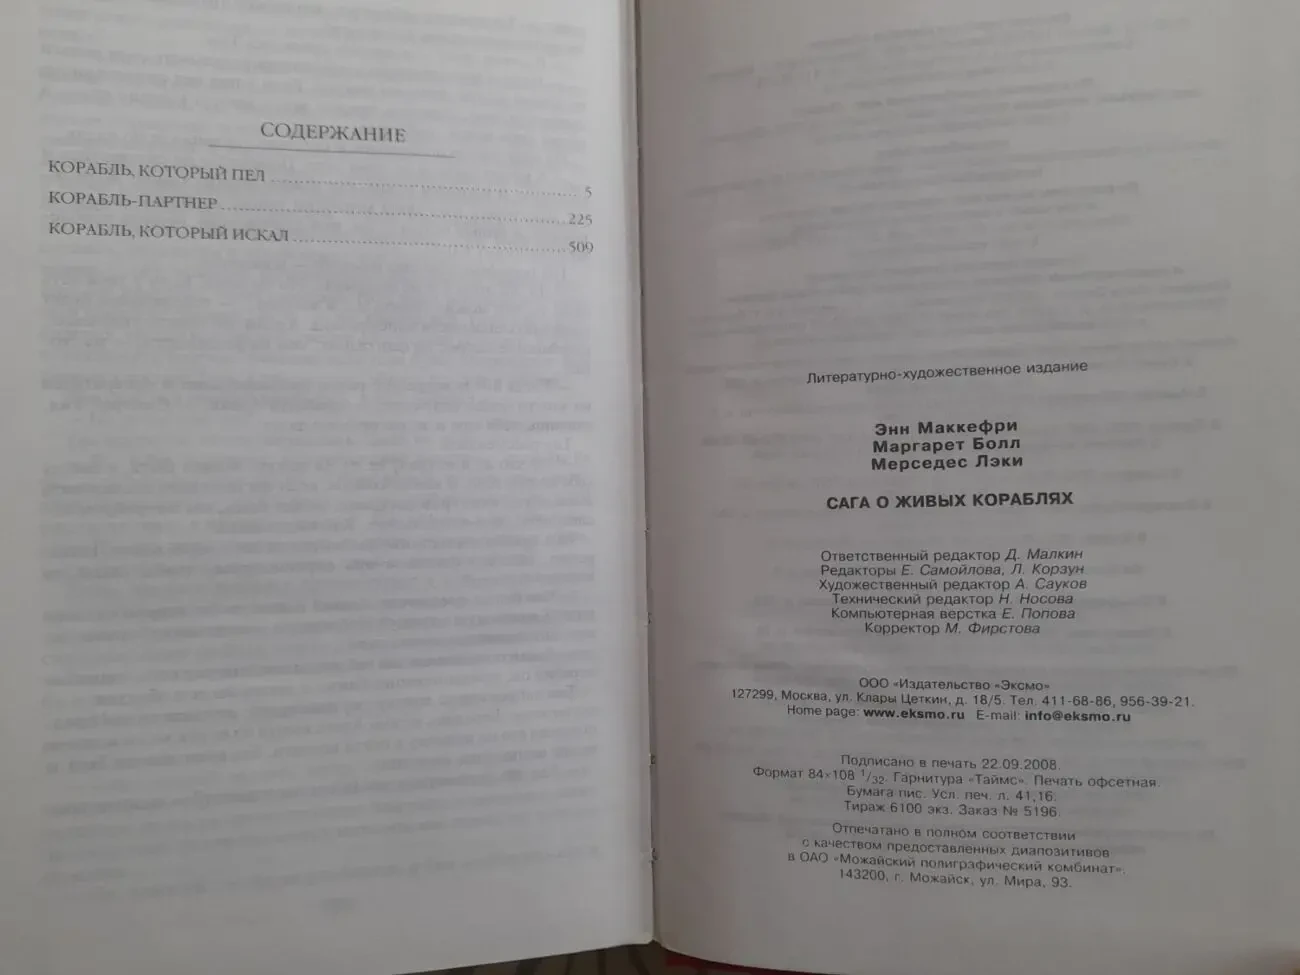 СОДЕРЖАНИЕ
КОРАБЛЬ, КОТОРЫЙ ПЕЛ 5
КОРАБЛЬ-ПАРТНЕР 225
КОРАБЛЬ, КОТОРЫЙ ИСКАЛ 509
Литературно-художественное издание
Энн Маккефри
Маргарет Болл
Мерседес Лэки
САГА О ЖИВЫХ КОРАБЛЯХ
Ответственный редактор Д. Малкин
Редакторы Е. Самойлова, Л. Корзун
Художественный редактор А. Сауков
Технический редактор Н. Носова
Компьютерная верстка Е. Попова
Корректор М. Фирстова
ООО «Издательство «Эксмо»
127299, Москва, ул. Клары Цеткин, д. 18/5. Тел. 411-68-86, 956-39-21.
Home page: www.eksmo.ru E-mail: info@eksmo.ru
Подписано в печать 22.09.2008.
Формат 84×108 1/32. Гарнитура «Таймс». Печать офсетная.
Бумага пис. Усл. печ. л. 41,16.
Тираж 6100 экз. Заказ № 5196.
Отпечатано в полном соответствии
с качеством предоставленных диапозитивов
в ОАО «Можайский полиграфический комбинат».
143200, г. Можайск, ул. Мира, 93.